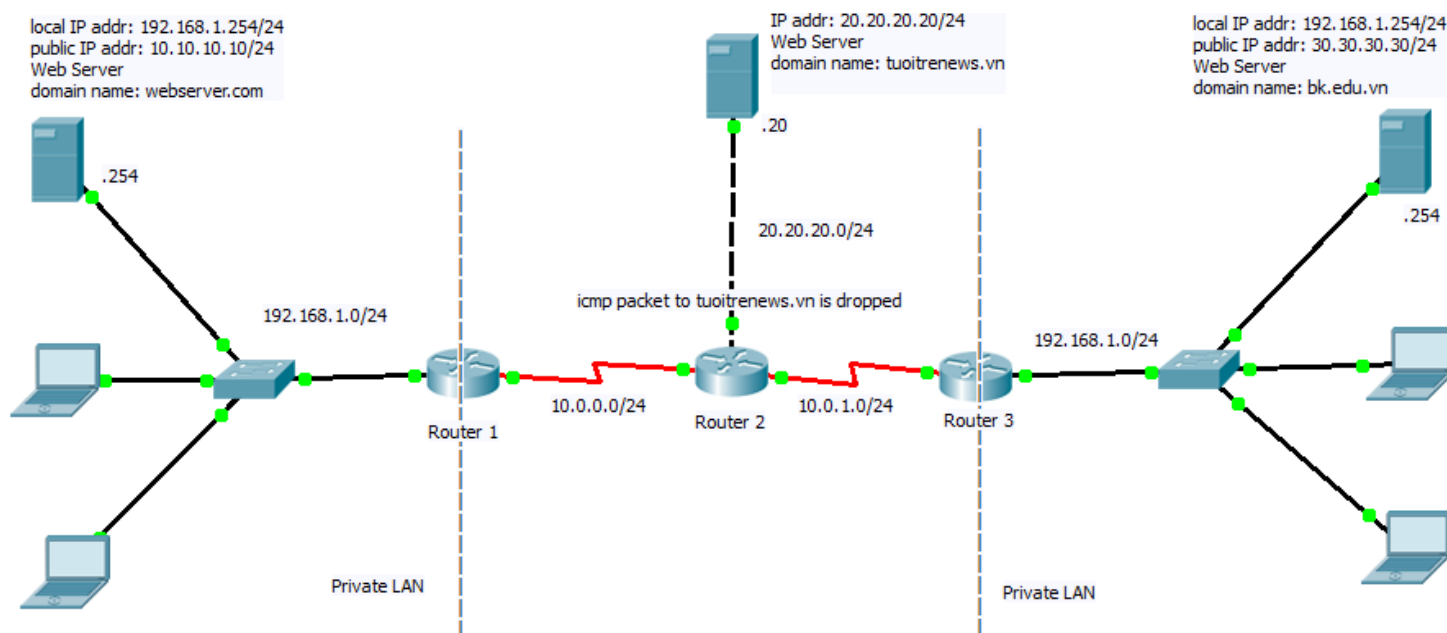 local IP addr: 192.168.1.254/24
public IP addr: 10.10.10.10/24
Web Server
domain name: webserver.com
IP addr: 20.20.20.20/24
Web Server
domain name: tuoitrenews.vn
local IP addr: 192.168.1.254/24
public IP addr: 30.30.30.30/24
Web Server
domain name: bk.edu.vn
.20
.254
.254
20.20.20.0/24
icmp packet to tuoitrenews.vn is dropped
192.168.1.0/24
192.168.1.0/24
10.0.0.0/24
10.0.1.0/24
Router 1
Router 2
Router 3
Private LAN
Private LAN